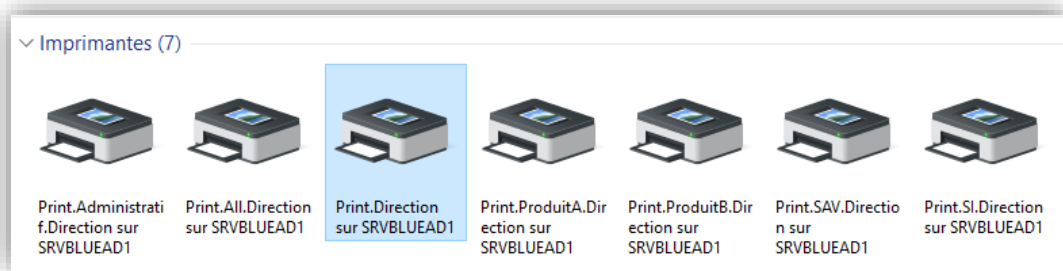 Imprimantes (7)
Print.Administrati
f.Direction sur
SRVBLUEAD1
Print.All.Direction
sur SRVBLUEAD1
Print.Direction
sur SRVBLUEAD1
Print.ProduitA.Dir
ection sur
SRVBLUEAD1
Print.ProduitB.Dir
ection sur
SRVBLUEAD1
Print.SAV.Directio
n sur
SRVBLUEAD1
Print.SI.Direction
sur SRVBLUEAD1